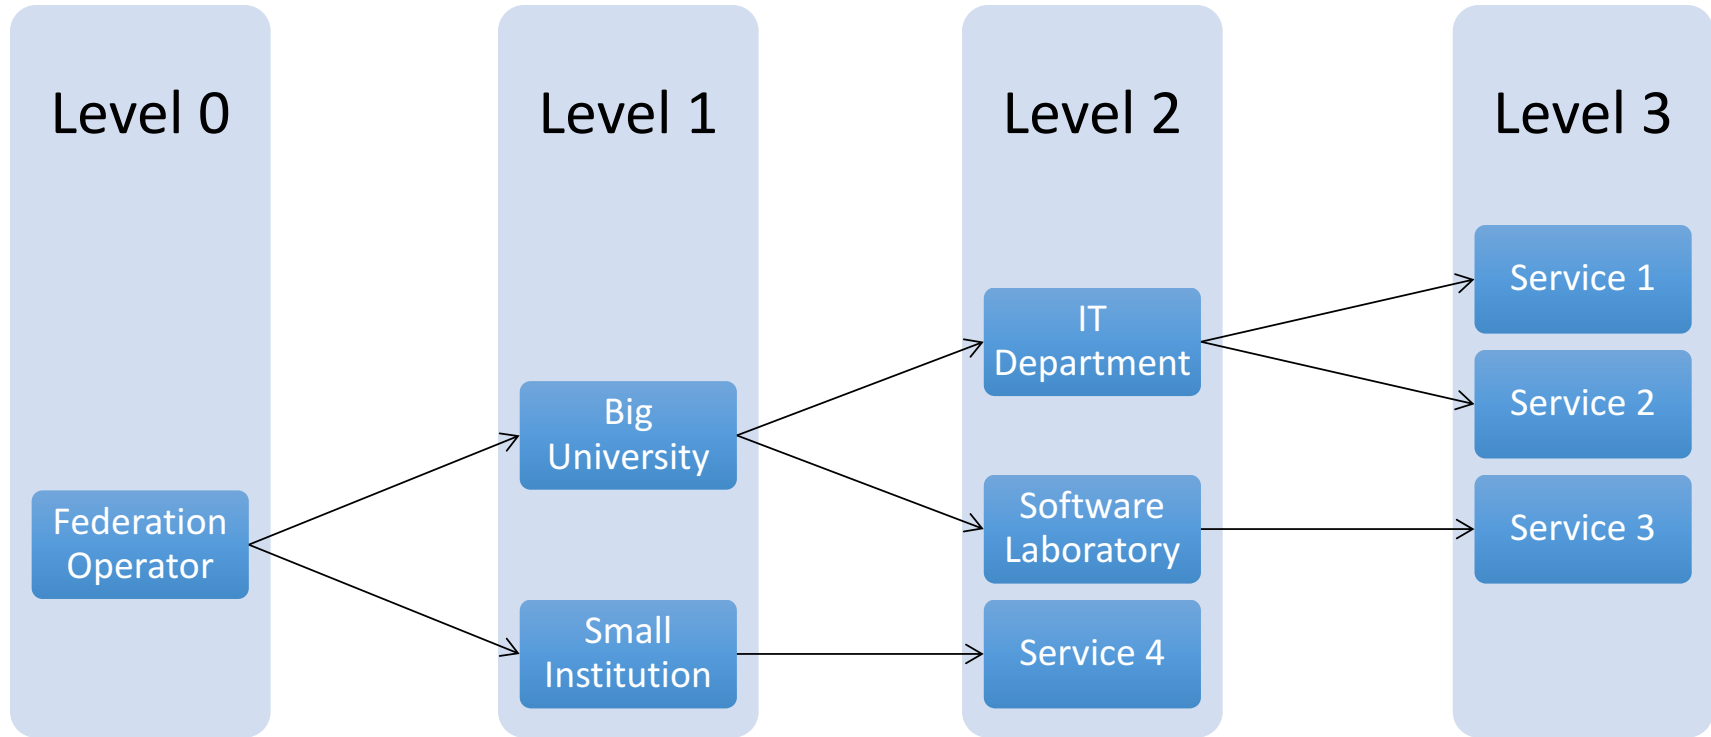 Level 0
Level 1
Level 2
Level 3
Federation
Operator
Big
University
Small
Institution
IT
Department
Software
Laboratory
Service 4
Service 1
Service 2
Service 3